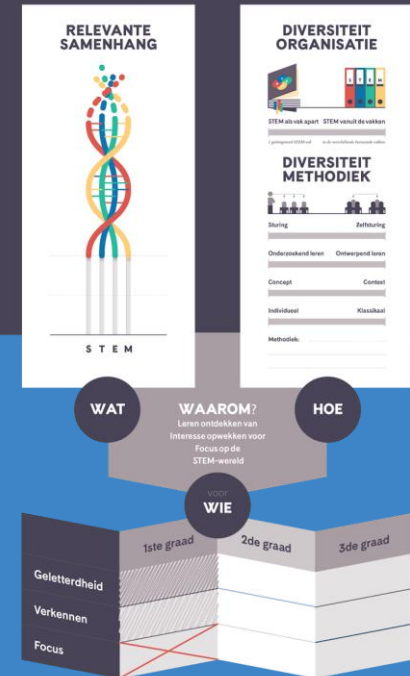 RELEVANTE
SAMENHANG
S T E M
DIVERSITEIT
ORGANISATIE
S T E M
STEM als vak apart STEM vanuit de vakken
DIVERSITEIT
METHODIEK
Sturing Zelfsturing
Onderzoekend leren Ontwerpend leren
Concept Context
Individueel Klassikaal
Methodiek:
WAT
WAAROM?
Leren ontdekken van
Interesse opwekken voor
Focus op de
STEM-wereld
HOE
voor
WIE
1ste graad 2de graad 3de graad
Geletterdheid
Verkennen
Focus